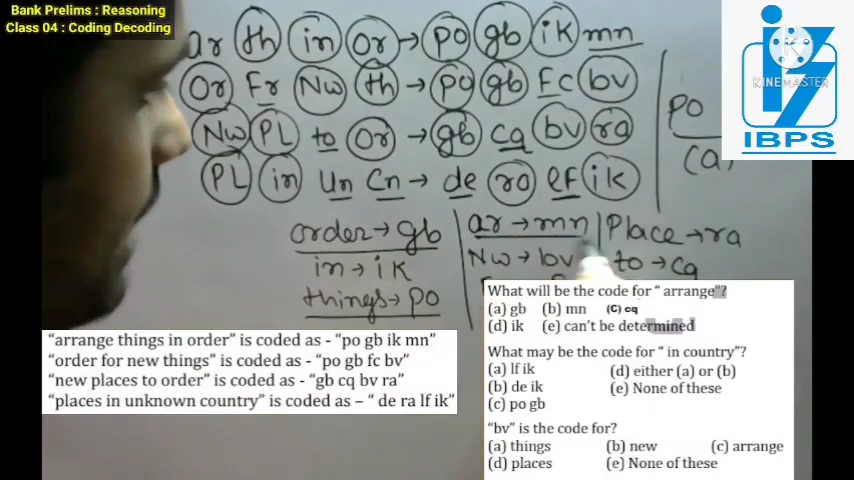 Bank Prelims : Reasoning
Class 04 : Coding Decoding
ar th in Or → po gb ik mn
Or Fr Nw th → po gb Fc bv
Nw PL to Or → gb cq bv ra
PL in Un Cn → de ra lf ik
po
(a)
KINEMASTER
IBPS
order → gb
in → ik
things → po
ar → mn
Nw → bv
Place → ra
to → cq
"arrange things in order" is coded as - "po gb ik mn"
"order for new things" is coded as - "po gb fc bv"
"new places to order" is coded as - "gb cq bv ra"
"places in unknown country" is coded as – " de ra lf ik"
What will be the code for " arrange"?
(a) gb (b) mn (C) cq
(d) ik (e) can't be determined
What may be the code for " in country"?
(a) lf ik (d) either (a) or (b)
(b) de ik (e) None of these
(c) po gb
"bv" is the code for?
(a) things (b) new (c) arrange
(d) places (e) None of these